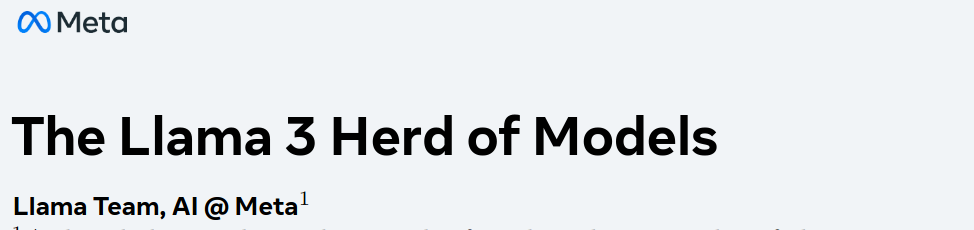 Meta
The Llama 3 Herd of Models
Llama Team, AI @ Meta¹